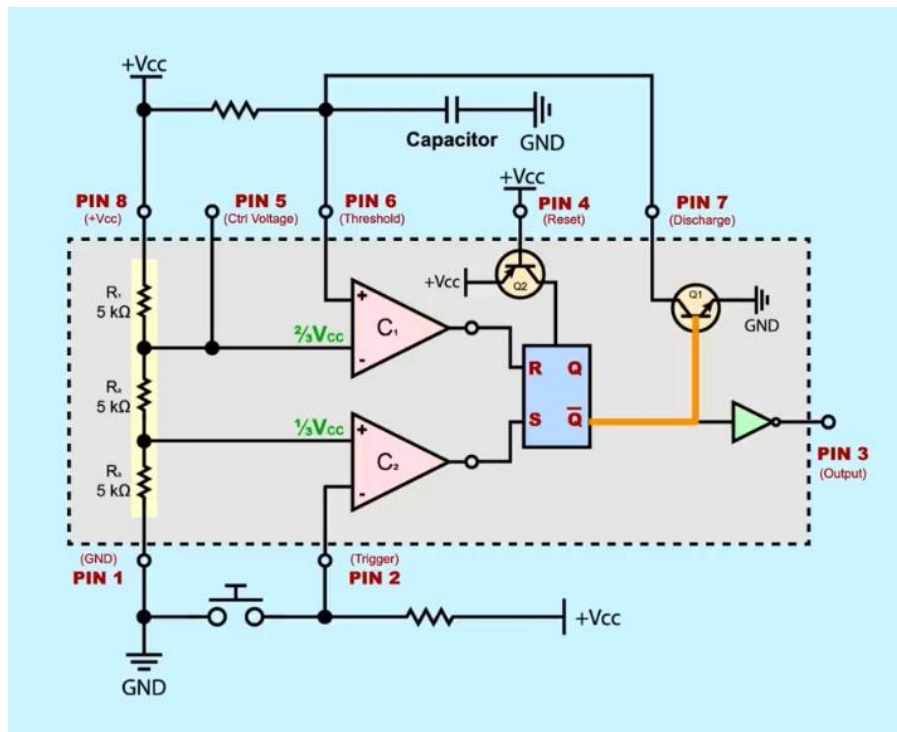 +Vcc
Capacitor
GND
+Vcc
PIN 8
(+Vcc)
PIN 5
(Ctrl Voltage)
PIN 6
(Threshold)
PIN 4
(Reset)
PIN 7
(Discharge)
R₁
5 kΩ
+Vcc
Q2
Q1
GND
⅔Vcc
+
C₁
-
R Q
S Q̅
R₂
5 kΩ
⅓Vcc
+
C₂
-
R₃
5 kΩ
PIN 3
(Output)
(GND)
PIN 1
(Trigger)
PIN 2
+Vcc
GND